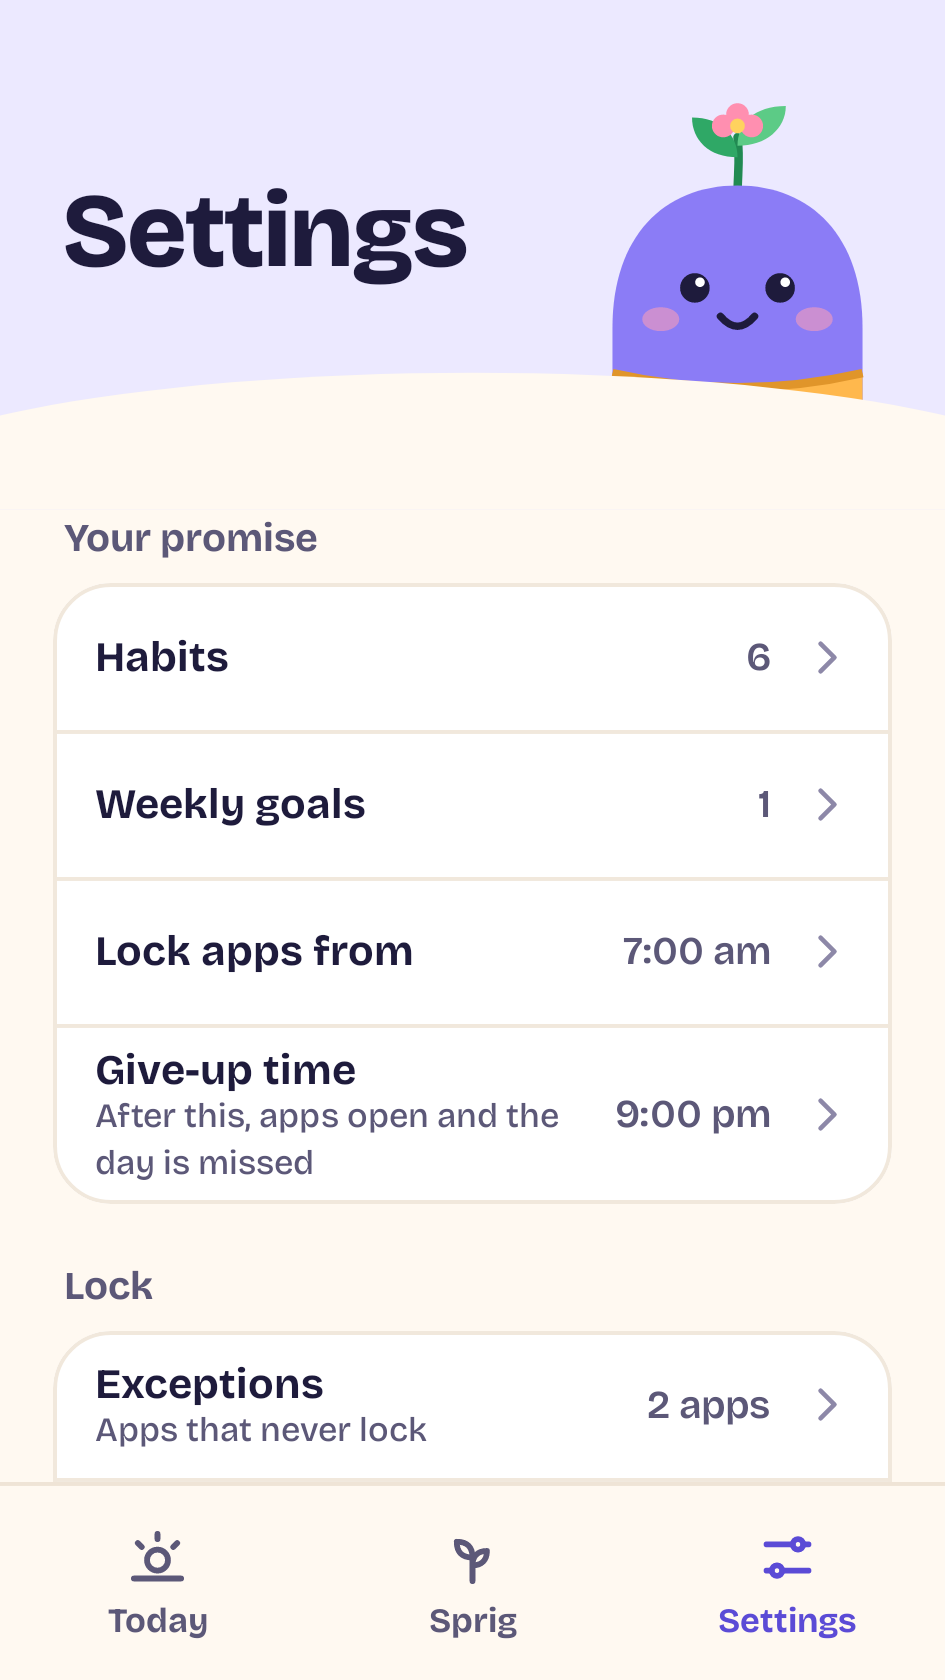 Settings
Your promise
Habits 6
Weekly goals 1
Lock apps from 7:00 am
Give-up time
After this, apps open and the 9:00 pm
day is missed
Lock
Exceptions
Apps that never lock 2 apps
Today Sprig Settings